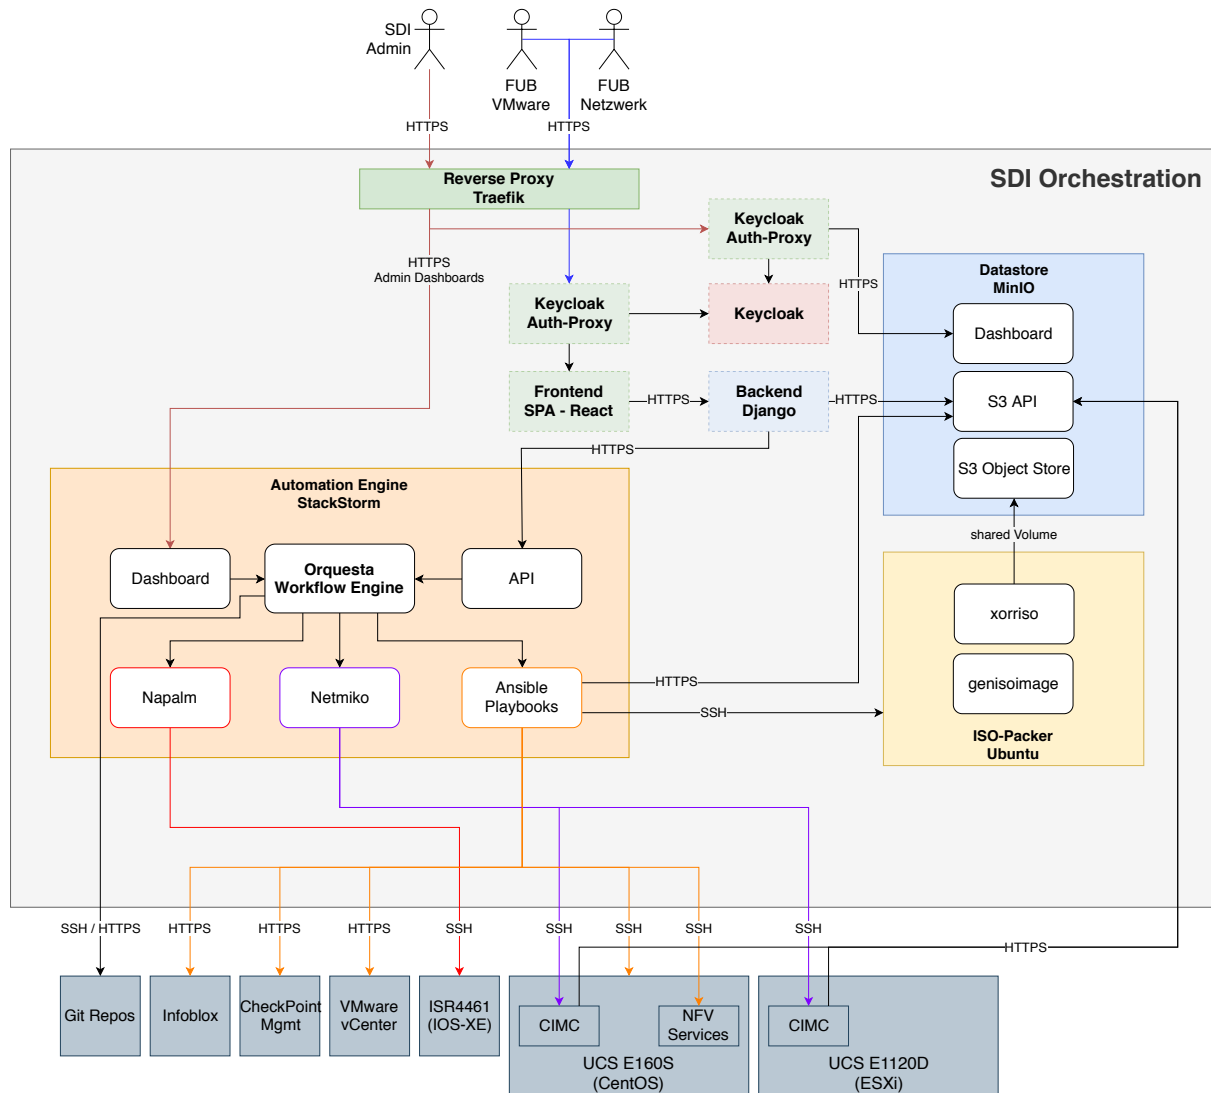 SDI
Admin
FUB
VMware
FUB
Netzwerk
HTTPS
HTTPS
SDI Orchestration
Reverse Proxy
Traefik
Keycloak
Auth-Proxy
HTTPS
Admin Dashboards
HTTPS
Datastore
MinIO
Keycloak
Auth-Proxy
Keycloak
Dashboard
Frontend
SPA - React
HTTPS
Backend
Django
HTTPS
S3 API
HTTPS
S3 Object Store
Automation Engine
StackStorm
shared Volume
Dashboard
Orquesta
Workflow Engine
API
xorriso
Napalm
Netmiko
Ansible
Playbooks
HTTPS
SSH
genisoimage
ISO-Packer
Ubuntu
SSH / HTTPS
HTTPS
HTTPS
HTTPS
SSH
SSH
SSH
SSH
SSH
HTTPS
Git Repos
Infoblox
CheckPoint
Mgmt
VMware
vCenter
ISR4461
(IOS-XE)
CIMC
NFV
Services
UCS E160S
(CentOS)
CIMC
UCS E1120D
(ESXi)